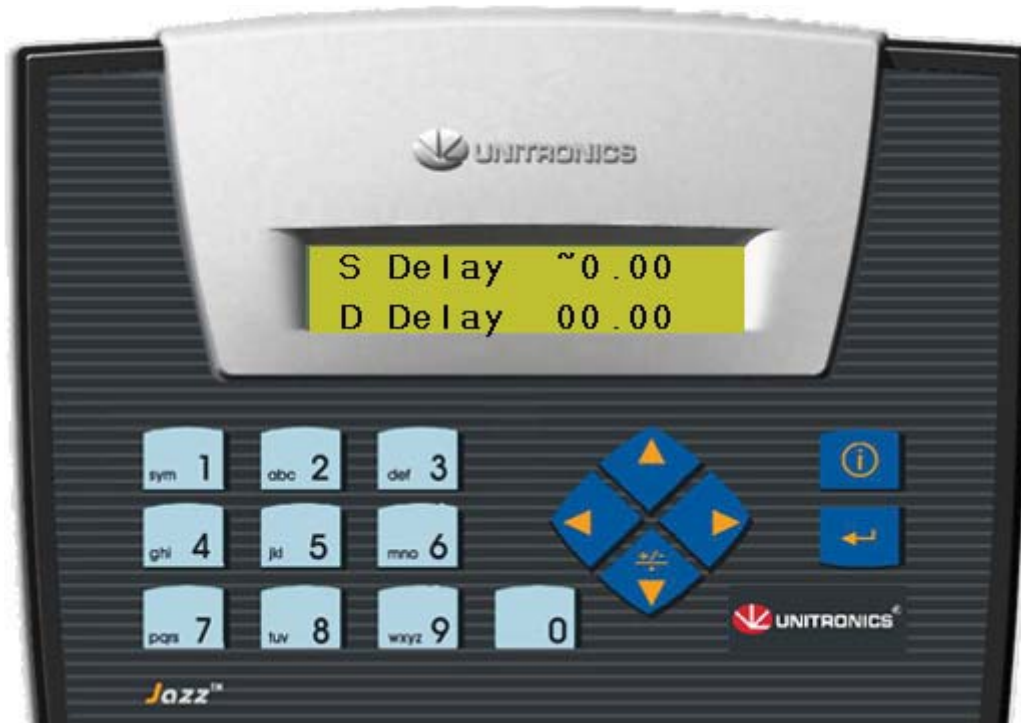 UNITRONICS
S Delay ~0.00
D Delay 00.00
sym 1
abc 2
def 3
ghi 4
jkl 5
mno 6
pqrs 7
tuv 8
wxyz 9
0
i
+/-
UNITRONICS®
Jazz™